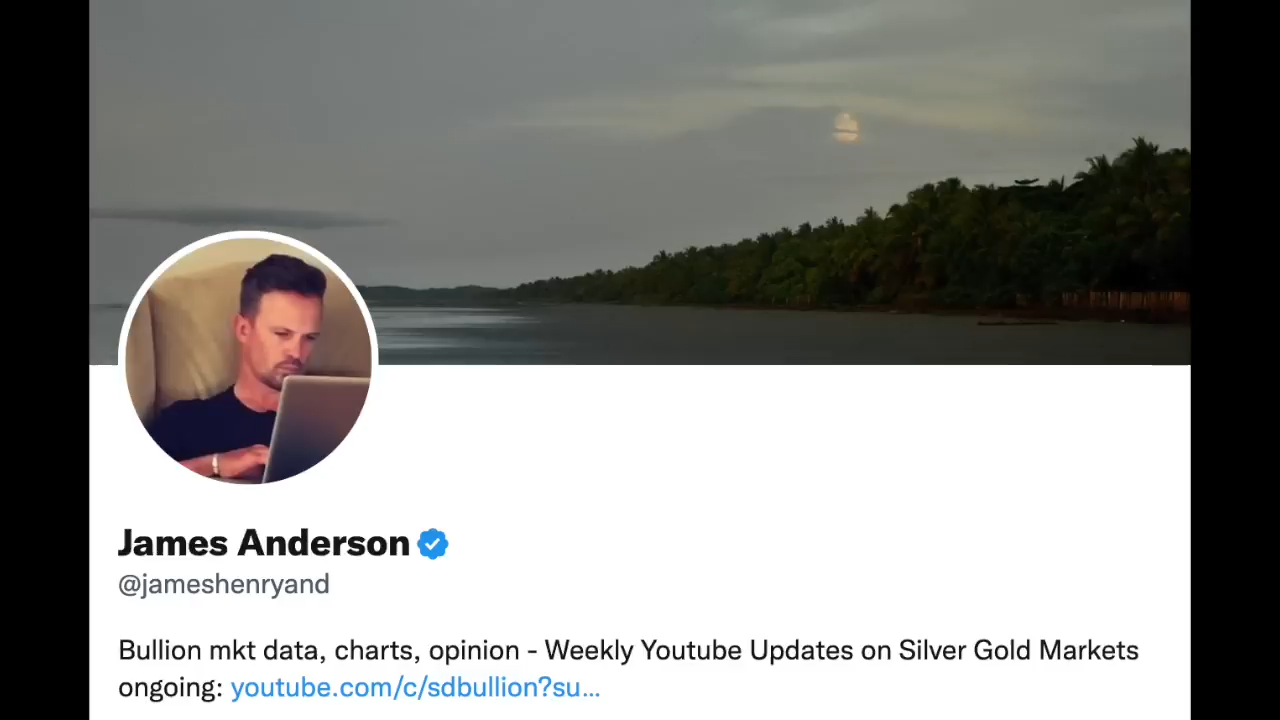 James Anderson
@jameshenryand
Bullion mkt data, charts, opinion - Weekly Youtube Updates on Silver Gold Markets
ongoing: youtube.com/c/sdbullion?su...